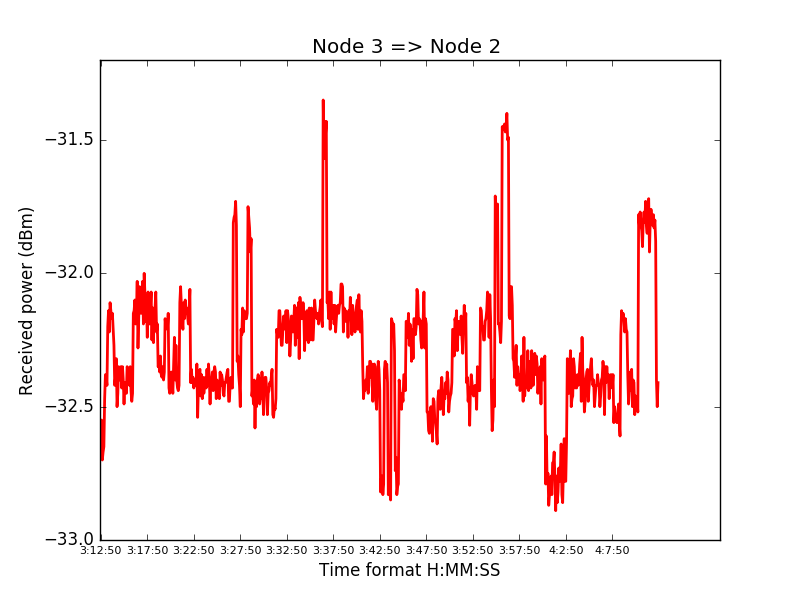 Node 3 => Node 2
−31.5
−32.0
−32.5
−33.0
Received power (dBm)
3:12:50 3:17:50 3:22:50 3:27:50 3:32:50 3:37:50 3:42:50 3:47:50 3:52:50 3:57:50 4:2:50 4:7:50
Time format H:MM:SS